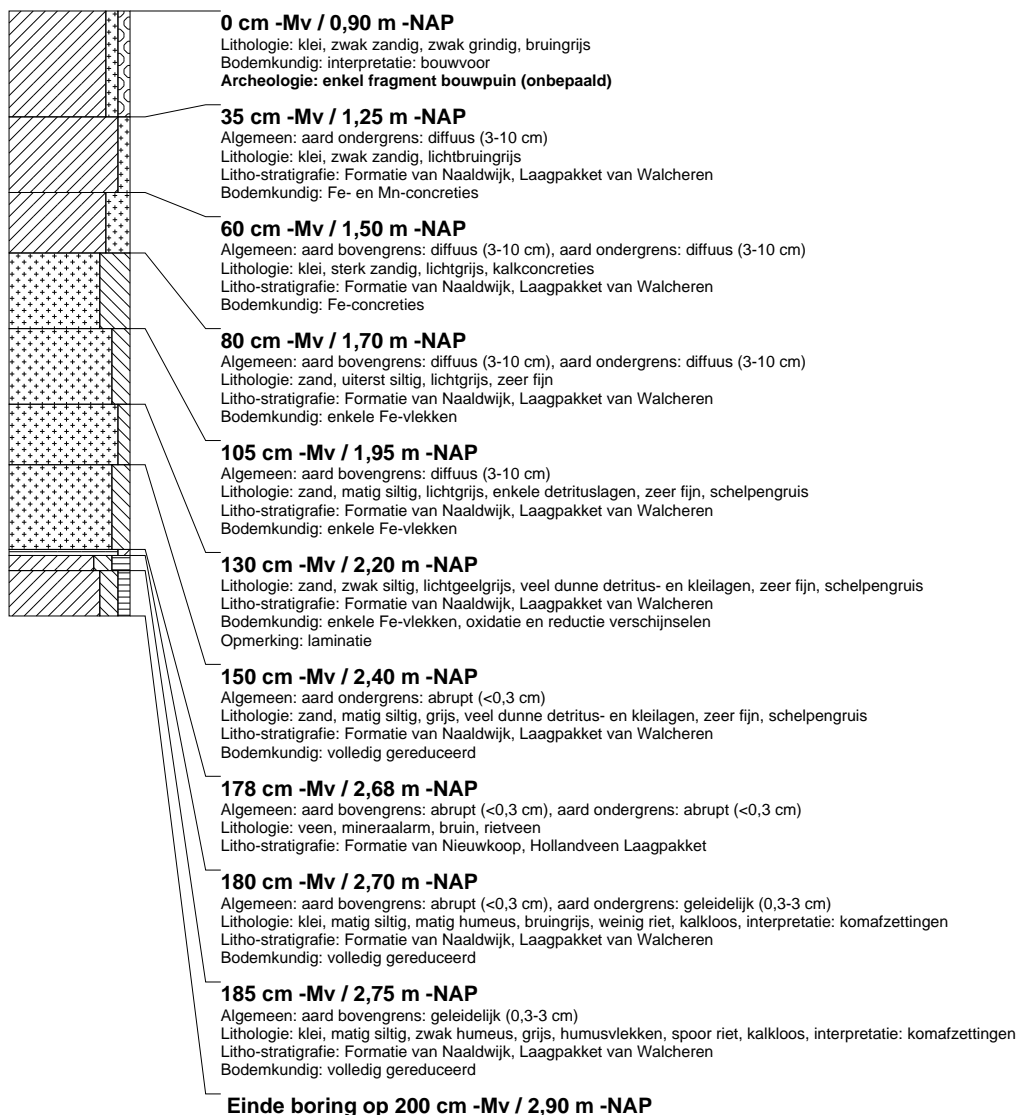 0 cm -Mv / 0,90 m -NAP
Lithologie: klei, zwak zandig, zwak grindig, bruingrijs
Bodemkundig: interpretatie: bouwvoor
Archeologie: enkel fragment bouwpuin (onbepaald)
35 cm -Mv / 1,25 m -NAP
Algemeen: aard ondergrens: diffuus (3-10 cm)
Lithologie: klei, zwak zandig, lichtbruingrijs
Litho-stratigrafie: Formatie van Naaldwijk, Laagpakket van Walcheren
Bodemkundig: Fe- en Mn-concreties
60 cm -Mv / 1,50 m -NAP
Algemeen: aard bovengrens: diffuus (3-10 cm), aard ondergrens: diffuus (3-10 cm)
Lithologie: klei, sterk zandig, lichtgrijs, kalkconcreties
Litho-stratigrafie: Formatie van Naaldwijk, Laagpakket van Walcheren
Bodemkundig: Fe-concreties
80 cm -Mv / 1,70 m -NAP
Algemeen: aard bovengrens: diffuus (3-10 cm), aard ondergrens: diffuus (3-10 cm)
Lithologie: zand, uiterst siltig, lichtgrijs, zeer fijn
Litho-stratigrafie: Formatie van Naaldwijk, Laagpakket van Walcheren
Bodemkundig: enkele Fe-vlekken
105 cm -Mv / 1,95 m -NAP
Algemeen: aard bovengrens: diffuus (3-10 cm)
Lithologie: zand, matig siltig, lichtgrijs, enkele detrituslagen, zeer fijn, schelpengruis
Litho-stratigrafie: Formatie van Naaldwijk, Laagpakket van Walcheren
Bodemkundig: enkele Fe-vlekken
130 cm -Mv / 2,20 m -NAP
Lithologie: zand, zwak siltig, lichtgeelgrijs, veel dunne detritus- en kleilagen, zeer fijn, schelpengruis
Litho-stratigrafie: Formatie van Naaldwijk, Laagpakket van Walcheren
Bodemkundig: enkele Fe-vlekken, oxidatie en reductie verschijnselen
Opmerking: laminatie
150 cm -Mv / 2,40 m -NAP
Algemeen: aard ondergrens: abrupt (<0,3 cm)
Lithologie: zand, matig siltig, grijs, veel dunne detritus- en kleilagen, zeer fijn, schelpengruis
Litho-stratigrafie: Formatie van Naaldwijk, Laagpakket van Walcheren
Bodemkundig: volledig gereduceerd
178 cm -Mv / 2,68 m -NAP
Algemeen: aard bovengrens: abrupt (<0,3 cm), aard ondergrens: abrupt (<0,3 cm)
Lithologie: veen, mineraalarm, bruin, rietveen
Litho-stratigrafie: Formatie van Nieuwkoop, Hollandveen Laagpakket
180 cm -Mv / 2,70 m -NAP
Algemeen: aard bovengrens: abrupt (<0,3 cm), aard ondergrens: geleidelijk (0,3-3 cm)
Lithologie: klei, matig siltig, matig humeus, bruingrijs, weinig riet, kalkloos, interpretatie: komafzettingen
Litho-stratigrafie: Formatie van Naaldwijk, Laagpakket van Walcheren
Bodemkundig: volledig gereduceerd
185 cm -Mv / 2,75 m -NAP
Algemeen: aard bovengrens: geleidelijk (0,3-3 cm)
Lithologie: klei, matig siltig, zwak humeus, grijs, humusvlekken, spoor riet, kalkloos, interpretatie: komafzettingen
Litho-stratigrafie: Formatie van Naaldwijk, Laagpakket van Walcheren
Bodemkundig: volledig gereduceerd
Einde boring op 200 cm -Mv / 2,90 m -NAP